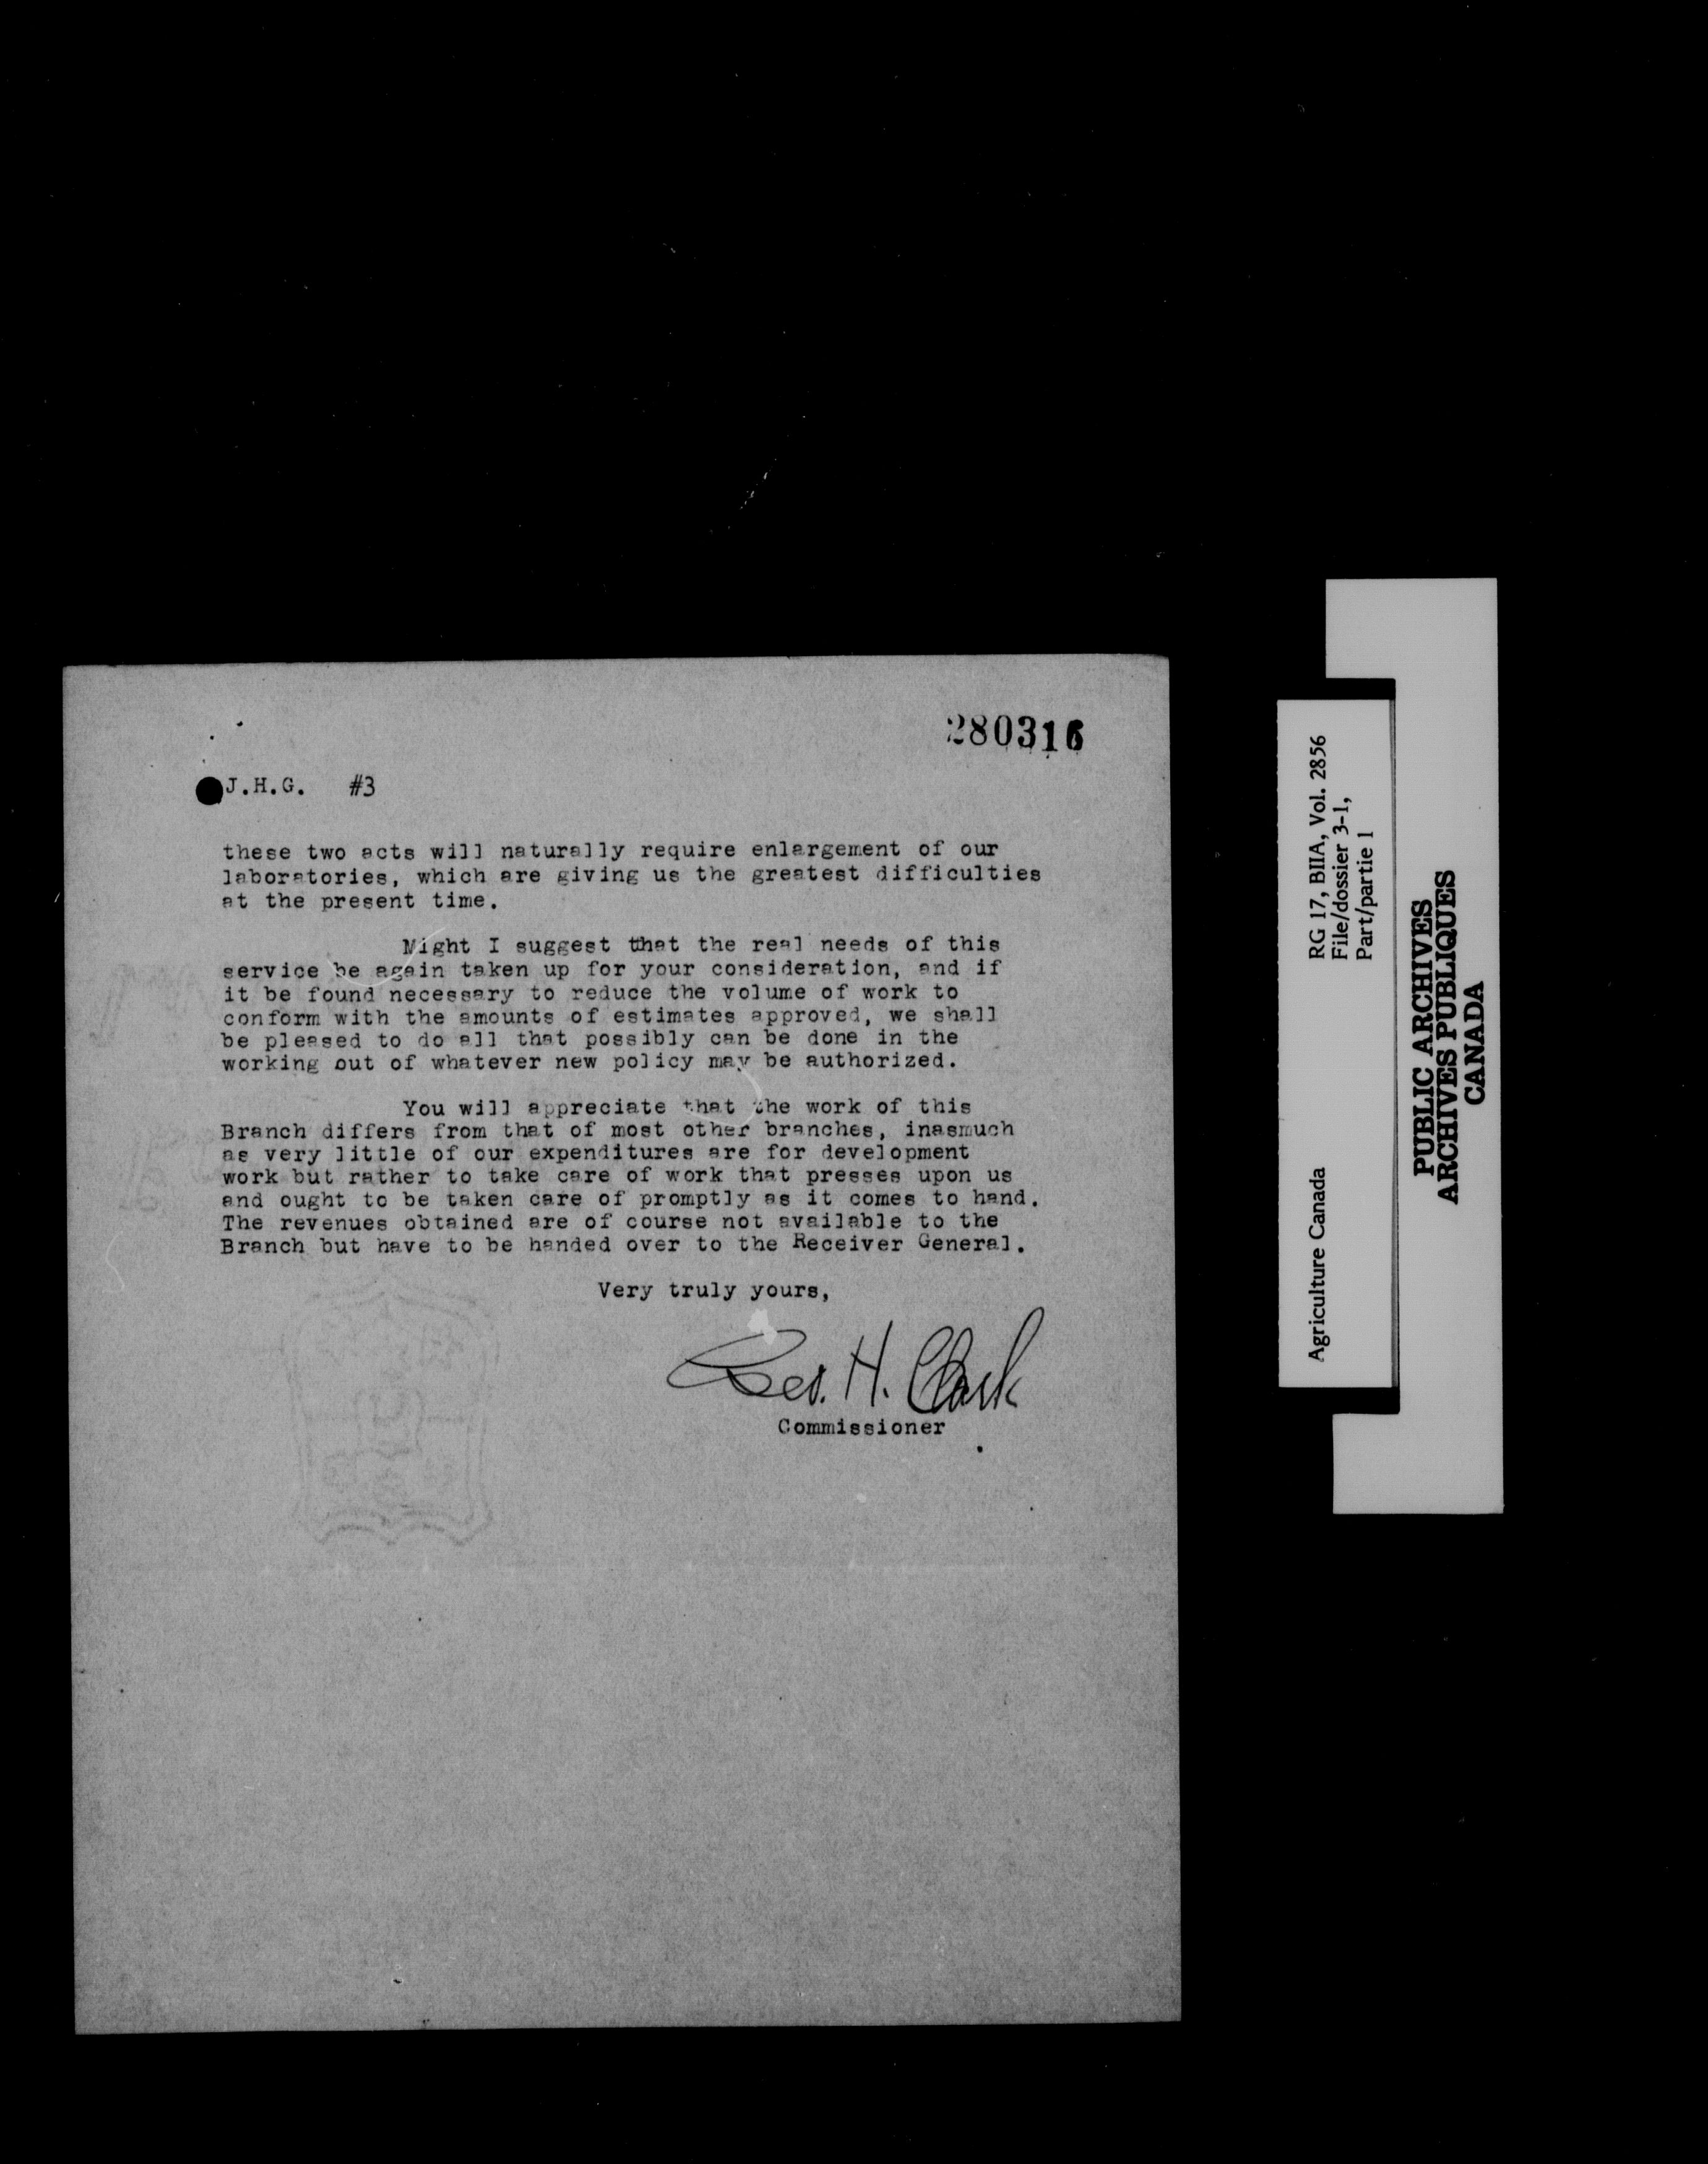 280316
J.H.G. #3
these two acts will naturally require enlargement of our
laboratories, which are giving us the greatest difficulties
at the present time.
Might I suggest that the real needs of this
service be again taken up for your consideration, and if
it be found necessary to reduce the volume of work to
conform with the amounts of estimates approved, we shall
be pleased to do all that possibly can be done in the
working out of whatever new policy may be authorized.
You will appreciate that the work of this
Branch differs from that of most other branches, inasmuch
as very little of our expenditures are for development
work but rather to take care of work that presses upon us
and ought to be taken care of promptly as it comes to hand.
The revenues obtained are of course not available to the
Branch but have to be handed over to the Receiver General.
Very truly yours,
Geo. H. Clark
Commissioner
Agriculture Canada
RG 17, BIIA, Vol. 2856
File/dossier 3-1,
Part/partie 1
PUBLIC ARCHIVES
ARCHIVES PUBLIQUES
CANADA